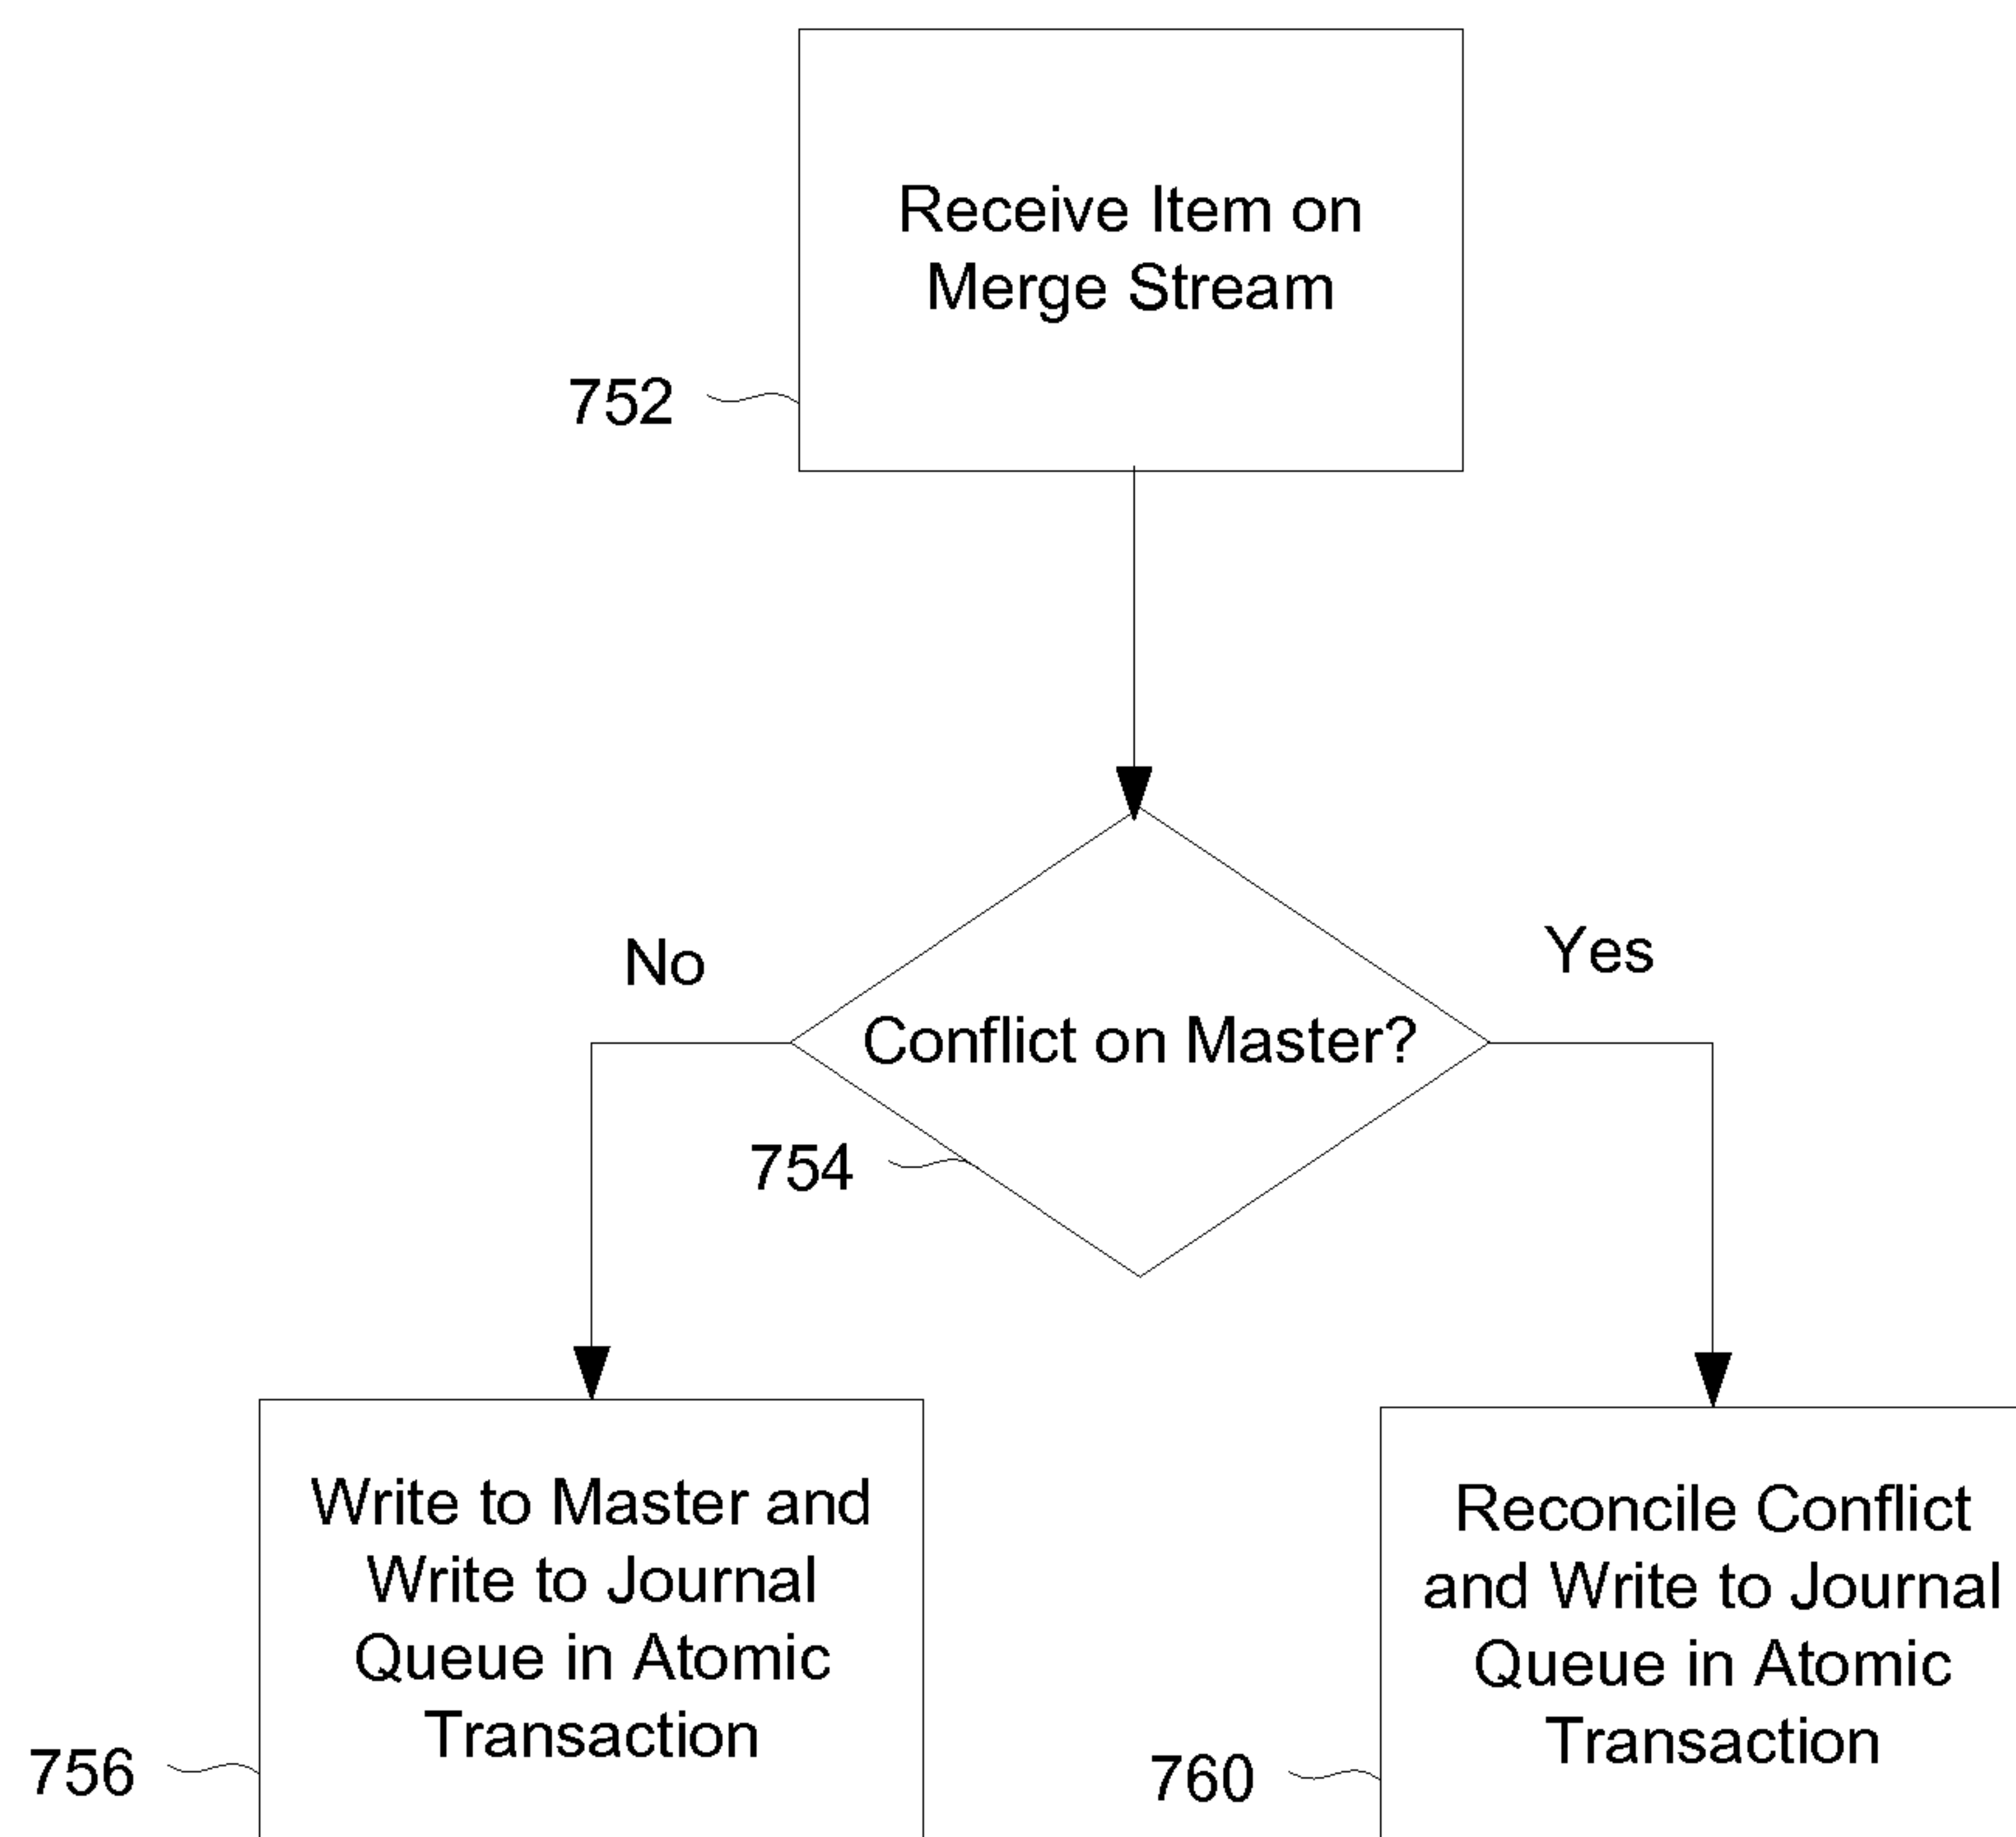 Receive Item on
Merge Stream
752
No
Yes
Conflict on Master?
754
Write to Master and
Write to Journal
Queue in Atomic
Transaction
756
Reconcile Conflict
and Write to Journal
Queue in Atomic
Transaction
760